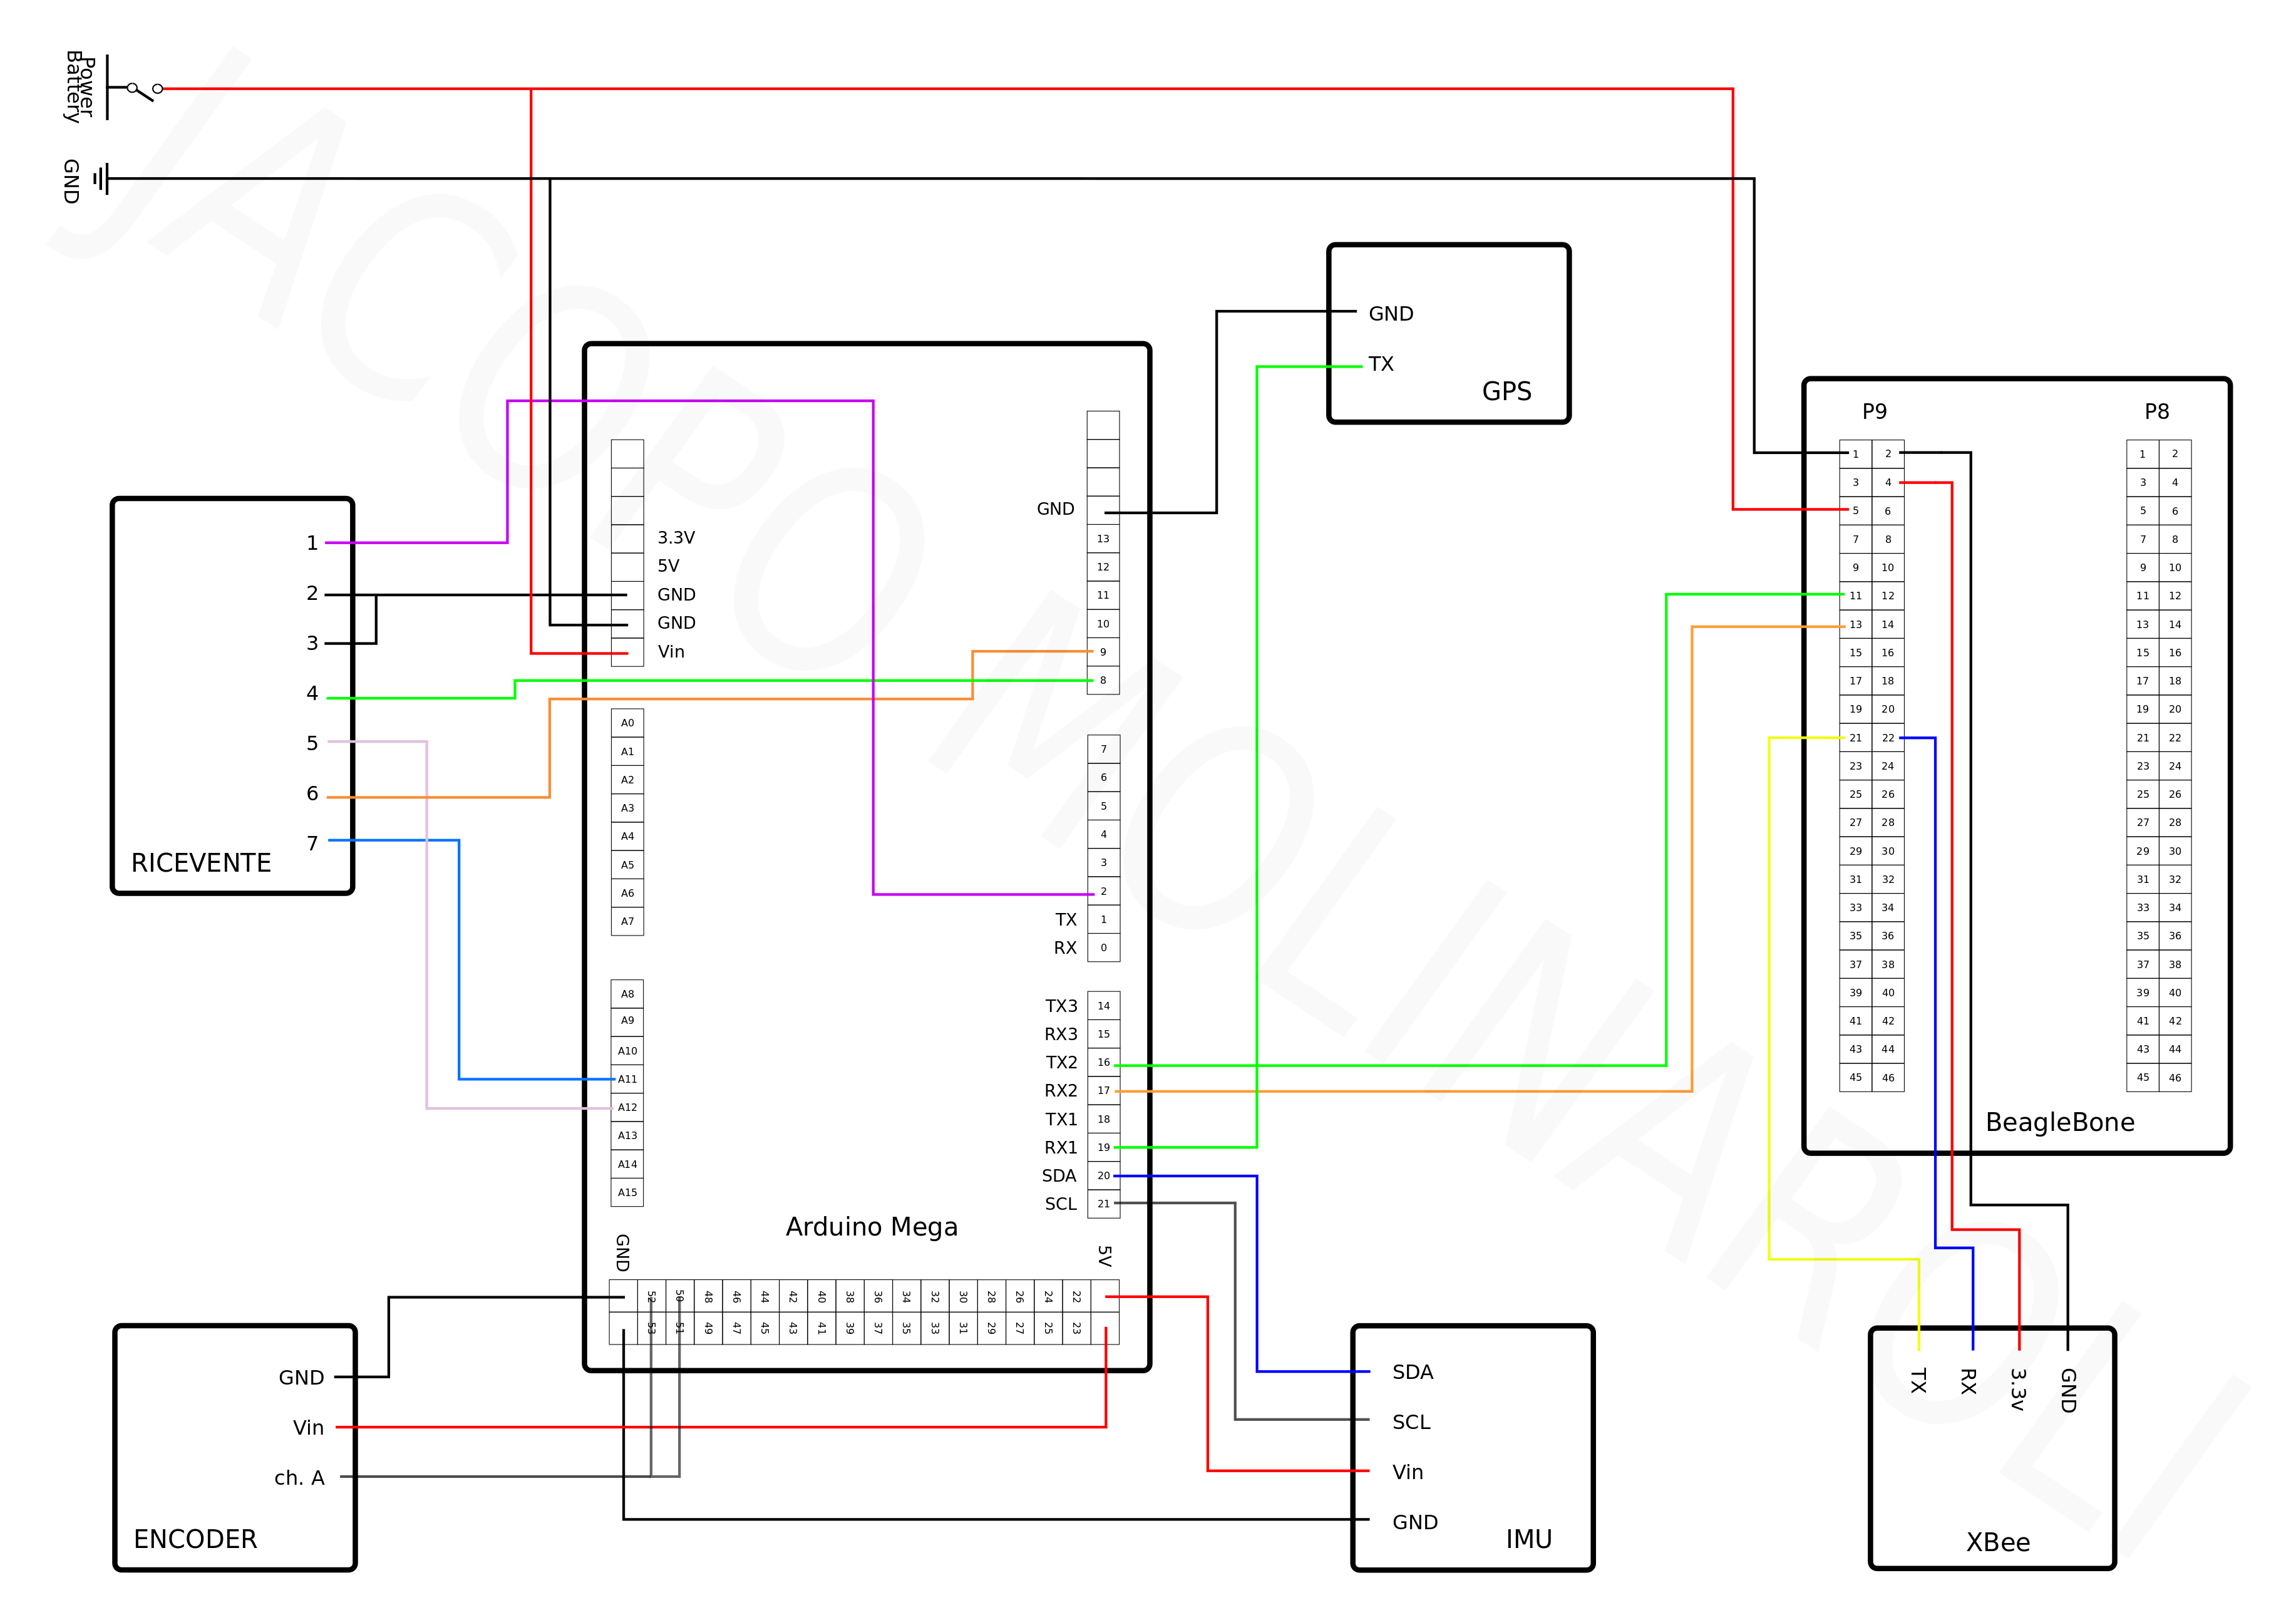 Power
Battery
GND
JACOPO MOLINAROLI
GND
TX
GPS
RICEVENTE
1
2
3
4
5
6
7
3.3V
5V
GND
GND
Vin
A0
A1
A2
A3
A4
A5
A6
A7
A8
A9
A10
A11
A12
A13
A14
A15
GND
13
12
11
10
9
8
7
6
5
4
3
2
TX 1
RX 0
TX3 14
RX3 15
TX2 16
RX2 17
TX1 18
RX1 19
SDA 20
SCL 21
Arduino Mega
GND
5V
52 50 48 46 44 42 40 38 36 34 32 30 28 26 24 22
53 51 49 47 45 43 41 39 37 35 33 31 29 27 25 23
P9 P8
1 2 1 2
3 4 3 4
5 6 5 6
7 8 7 8
9 10 9 10
11 12 11 12
13 14 13 14
15 16 15 16
17 18 17 18
19 20 19 20
21 22 21 22
23 24 23 24
25 26 25 26
27 28 27 28
29 30 29 30
31 32 31 32
33 34 33 34
35 36 35 36
37 38 37 38
39 40 39 40
41 42 41 42
43 44 43 44
45 46 45 46
BeagleBone
GND
Vin
ch. A
ENCODER
SDA
SCL
Vin
GND
IMU
TX
RX
3.3v
GND
XBee